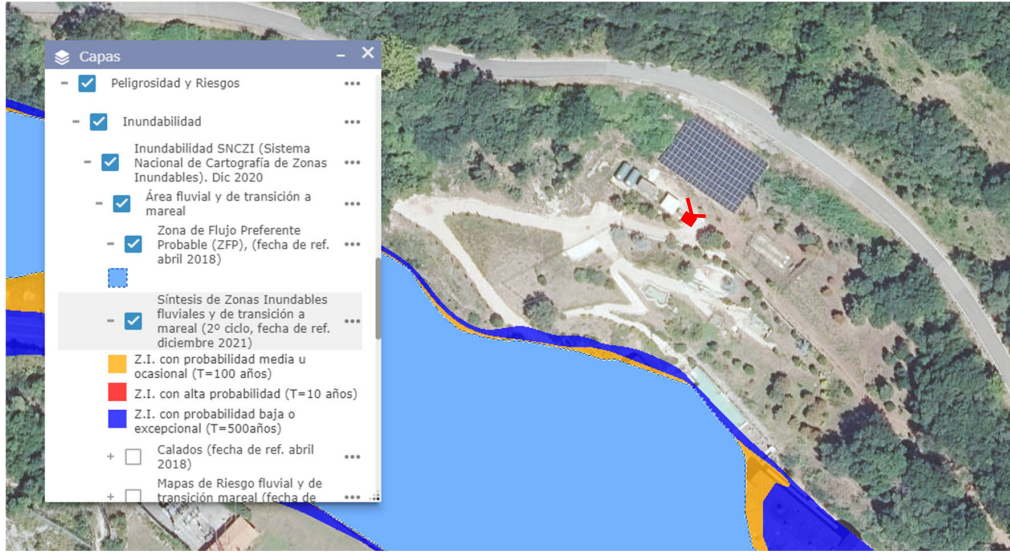 Capas
Peligrosidad y Riesgos
Inundabilidad
Inundabilidad SNCZI (Sistema
Nacional de Cartografía de Zonas
Inundables). Dic 2020
Área fluvial y de transición a
mareal
Zona de Flujo Preferente
Probable (ZFP), (fecha de ref.
abril 2018)
Síntesis de Zonas Inundables
fluviales y de transición a
mareal (2º ciclo, fecha de ref.
diciembre 2021)
Z.I. con probabilidad media u
ocasional (T=100 años)
Z.I. con alta probabilidad (T=10 años)
Z.I. con probabilidad baja o
excepcional (T=500años)
Calados (fecha de ref. abril
2018)
Mapas de Riesgo fluvial y de
transición mareal (fecha de